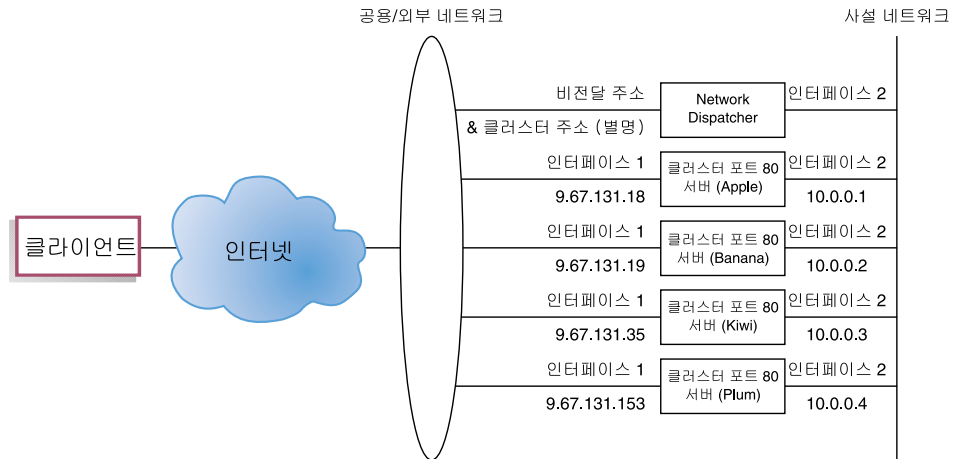 공용/외부 네트워크
사설 네트워크
비전달 주소
& 클러스터 주소 (별명)
Network
Dispatcher
인터페이스 2
인터페이스 1
9.67.131.18
클러스터 포트 80
서버 (Apple)
인터페이스 2
10.0.0.1
클라이언트
인터넷
인터페이스 1
9.67.131.19
클러스터 포트 80
서버 (Banana)
인터페이스 2
10.0.0.2
인터페이스 1
9.67.131.35
클러스터 포트 80
서버 (Kiwi)
인터페이스 2
10.0.0.3
인터페이스 1
9.67.131.153
클러스터 포트 80
서버 (Plum)
인터페이스 2
10.0.0.4